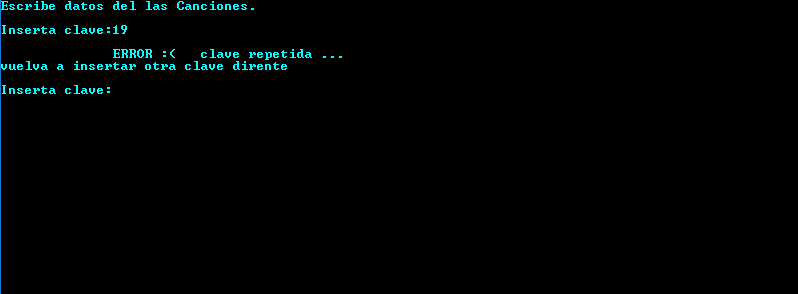 Escribe datos del las Canciones.
Inserta clave:19
ERROR :(   clave repetida ...
vuelva a insertar otra clave dirente
Inserta clave: